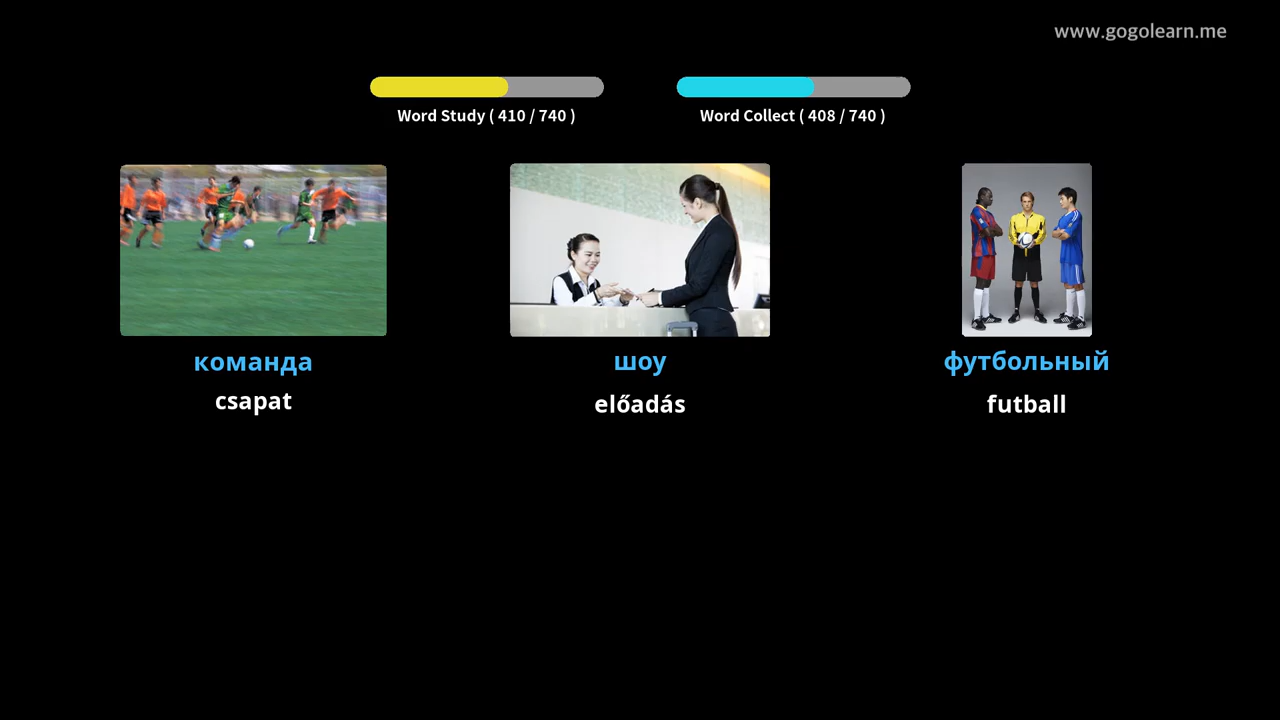 www.gogolearn.me
Word Study ( 410 / 740 )
Word Collect ( 408 / 740 )
команда
шоу
футбольный
csapat
előadás
futball